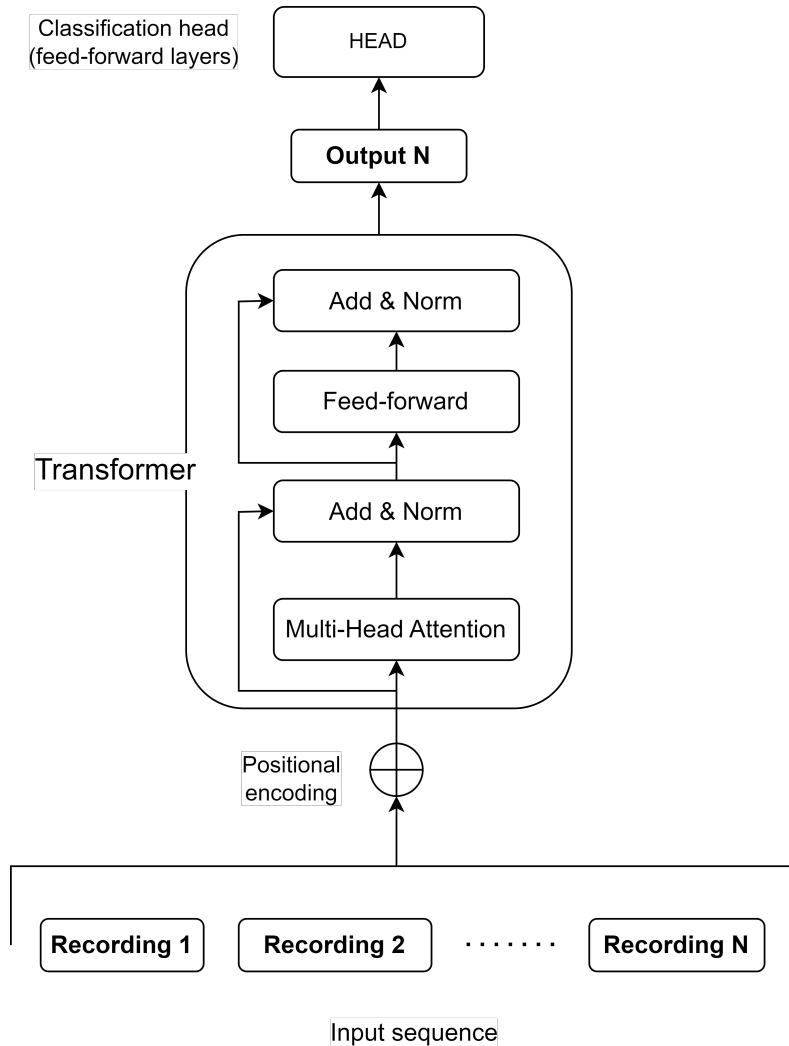 Classification head
(feed-forward layers)
HEAD
Output N
Add & Norm
Feed-forward
Transformer
Add & Norm
Multi-Head Attention
Positional
encoding
Recording 1
Recording 2
.......
Recording N
Input sequence